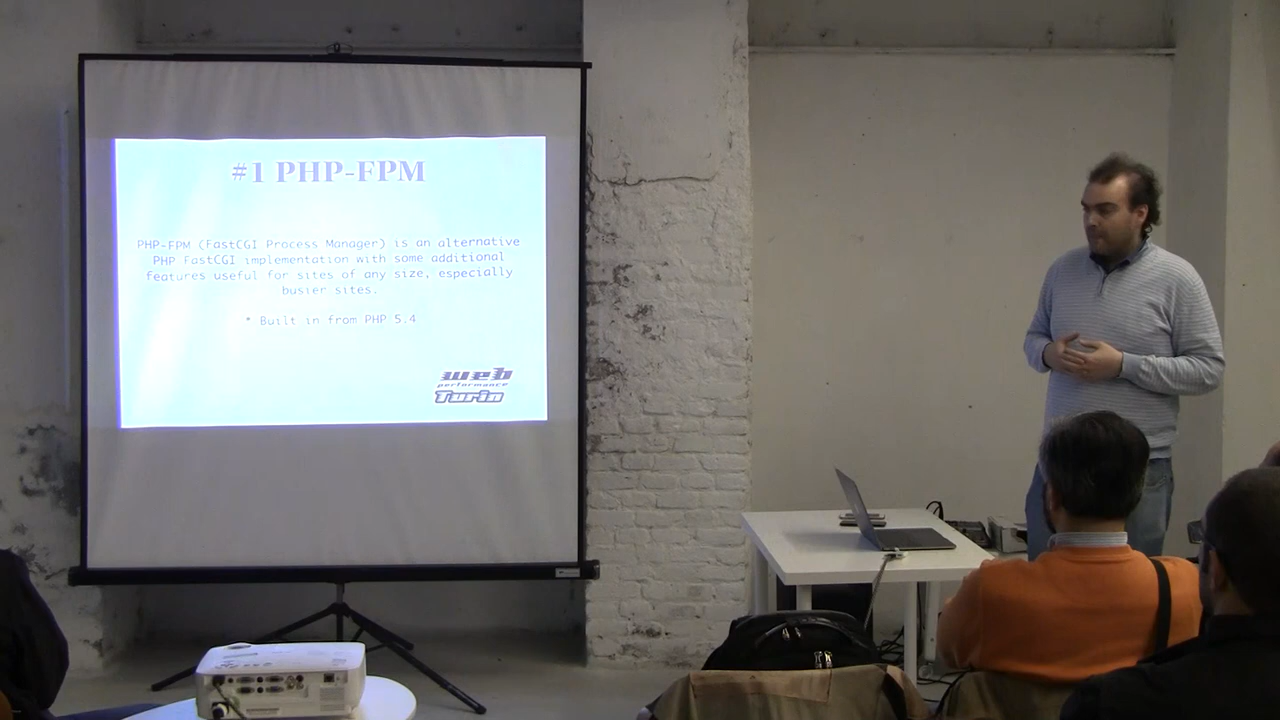 #1 PHP-FPM
PHP-FPM (FastCGI Process Manager) is an alternative
PHP FastCGI implementation with some additional
features useful for sites of any size, especially
busier sites.
* Built in from PHP 5.4
web
performance
Turin